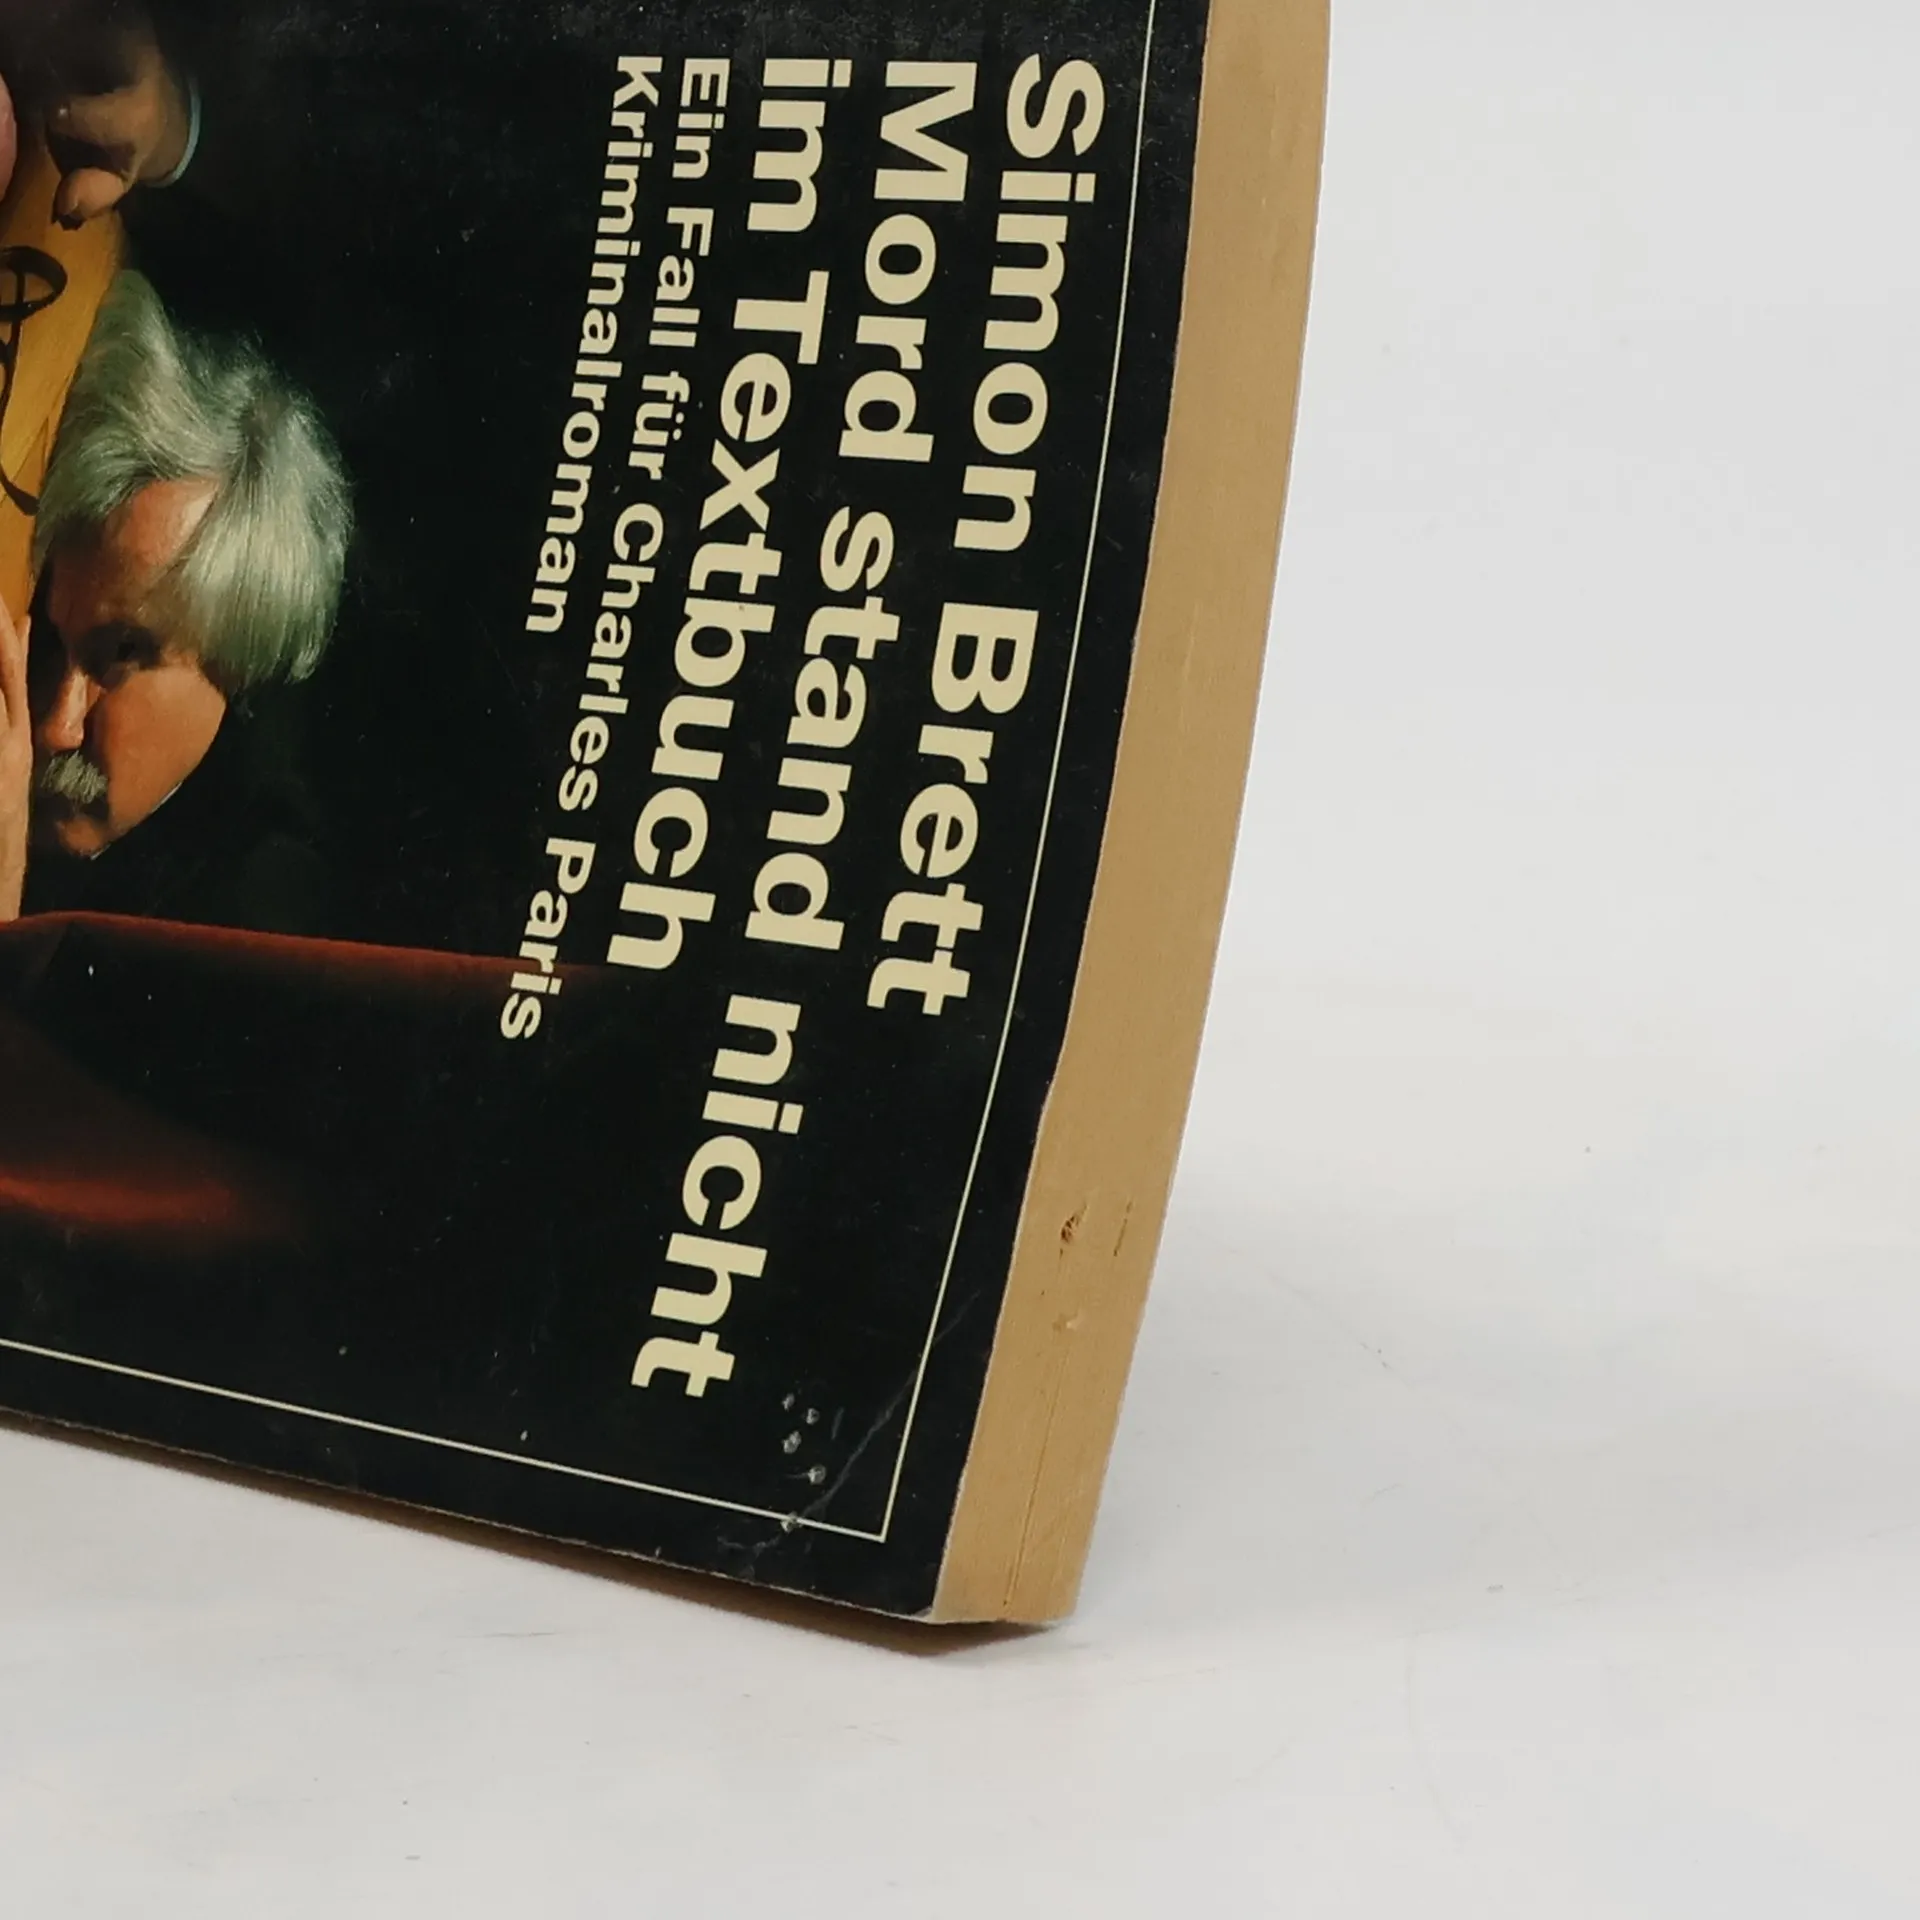 Simon Brett
Mord stand nicht
im Textbuch
Ein Fall für Charles Paris
Kriminalroman